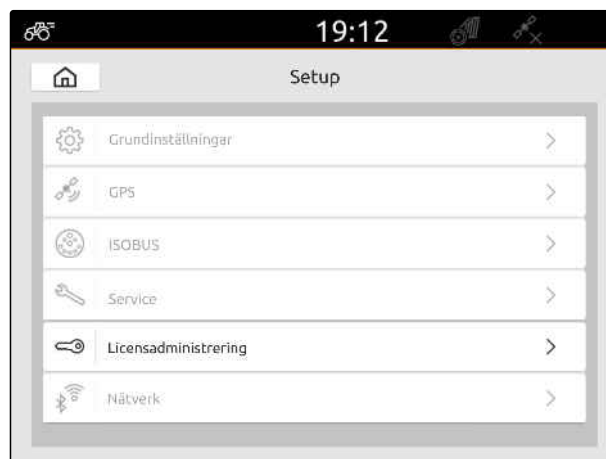 19:12
Setup
Grundinställningar
GPS
ISOBUS
Service
Licensadministrering
Nätverk